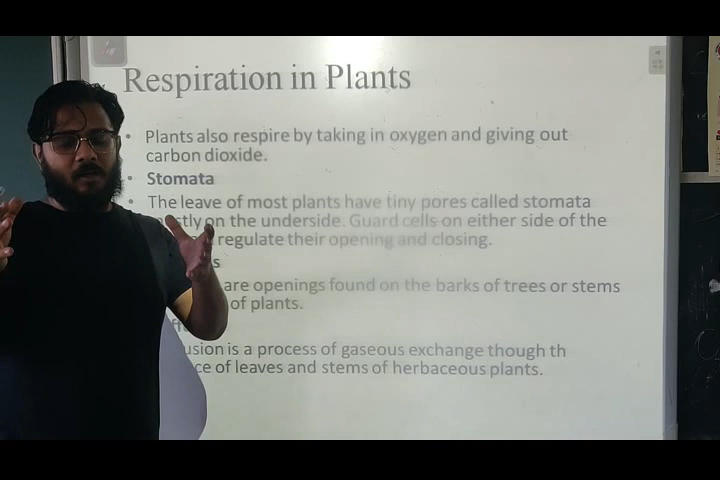 Respiration in Plants
• Plants also respire by taking in oxygen and giving out
carbon dioxide.
• Stomata
• The leave of most plants have tiny pores called stomata
on the underside. Guard cells on either side of the
regulate their opening and closing.
are openings found on the barks of trees or stems
of plants.
is a process of gaseous exchange though th
of leaves and stems of herbaceous plants.